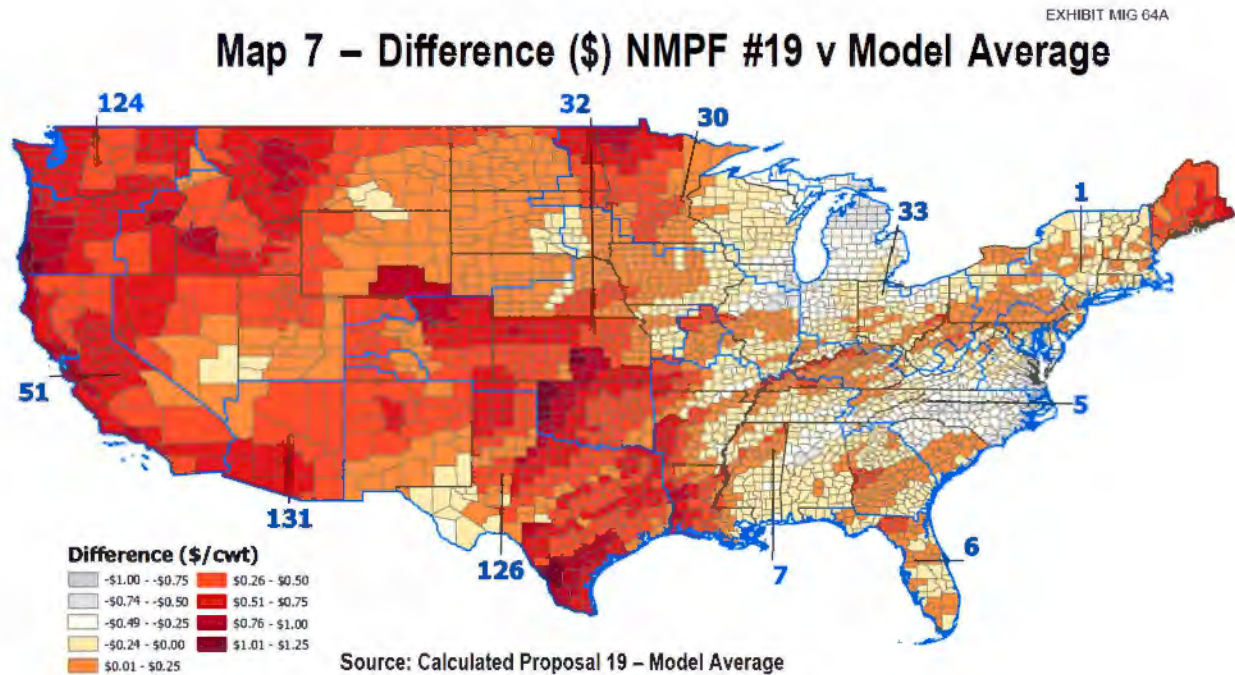 EXHIBIT MIG 64A
Map 7 – Difference ($) NMPF #19 v Model Average
124
32
30
1
33
51
5
131
126
7
6
Difference ($/cwt)
-$1.00 - -$0.75
$0.26 - $0.50
-$0.74 - -$0.50
$0.51 - $0.75
-$0.49 - -$0.25
$0.76 - $1.00
-$0.24 - $0.00
$1.01 - $1.25
$0.01 - $0.25
Source: Calculated Proposal 19 – Model Average